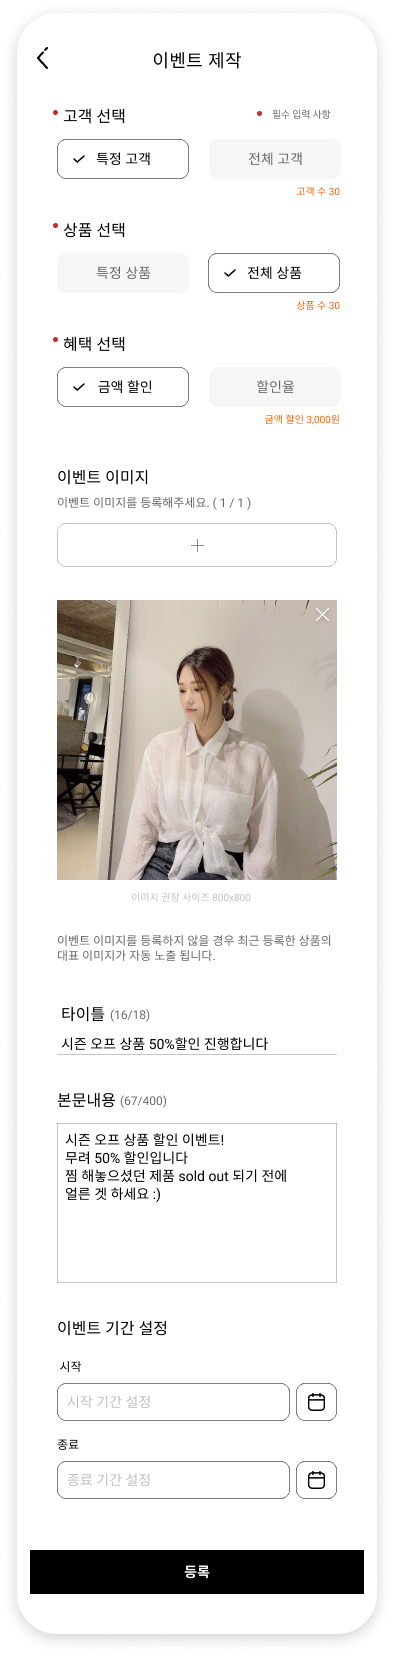 이벤트 제작
고객 선택
필수 입력 사항
특정 고객
전체 고객
고객 수 30
상품 선택
특정 상품
전체 상품
상품 수 30
혜택 선택
금액 할인
할인율
금액 할인 3,000원
이벤트 이미지
이벤트 이미지를 등록해주세요. ( 1 / 1 )
이미지 권장 사이즈 800x800
이벤트 이미지를 등록하지 않을 경우 최근 등록한 상품의
대표 이미지가 자동 노출 됩니다.
타이틀 (16/18)
시즌 오프 상품 50%할인 진행합니다
본문내용 (67/400)
시즌 오프 상품 할인 이벤트!
무려 50% 할인입니다
찜 해놓으셨던 제품 sold out 되기 전에
얼른 겟 하세요 :)
이벤트 기간 설정
시작
시작 기간 설정
종료
종료 기간 설정
등록